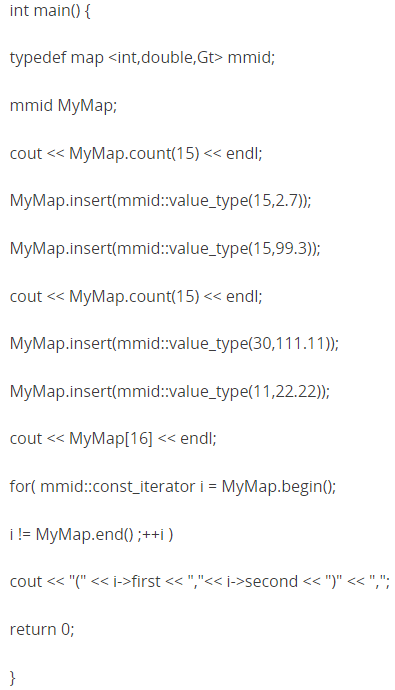 int main() {
typedef map <int,double,Gt> mmid;
mmid MyMap;
cout << MyMap.count(15) << endl;
MyMap.insert(mmid::value_type(15,2.7));
MyMap.insert(mmid::value_type(15,99.3));
cout << MyMap.count(15) << endl;
MyMap.insert(mmid::value_type(30,111.11));
MyMap.insert(mmid::value_type(11,22.22));
cout << MyMap[16] << endl;
for( mmid::const_iterator i = MyMap.begin();
i != MyMap.end() ;++i )
cout << "(" << i->first << ","<< i->second << ")" << ",";
return 0;
}